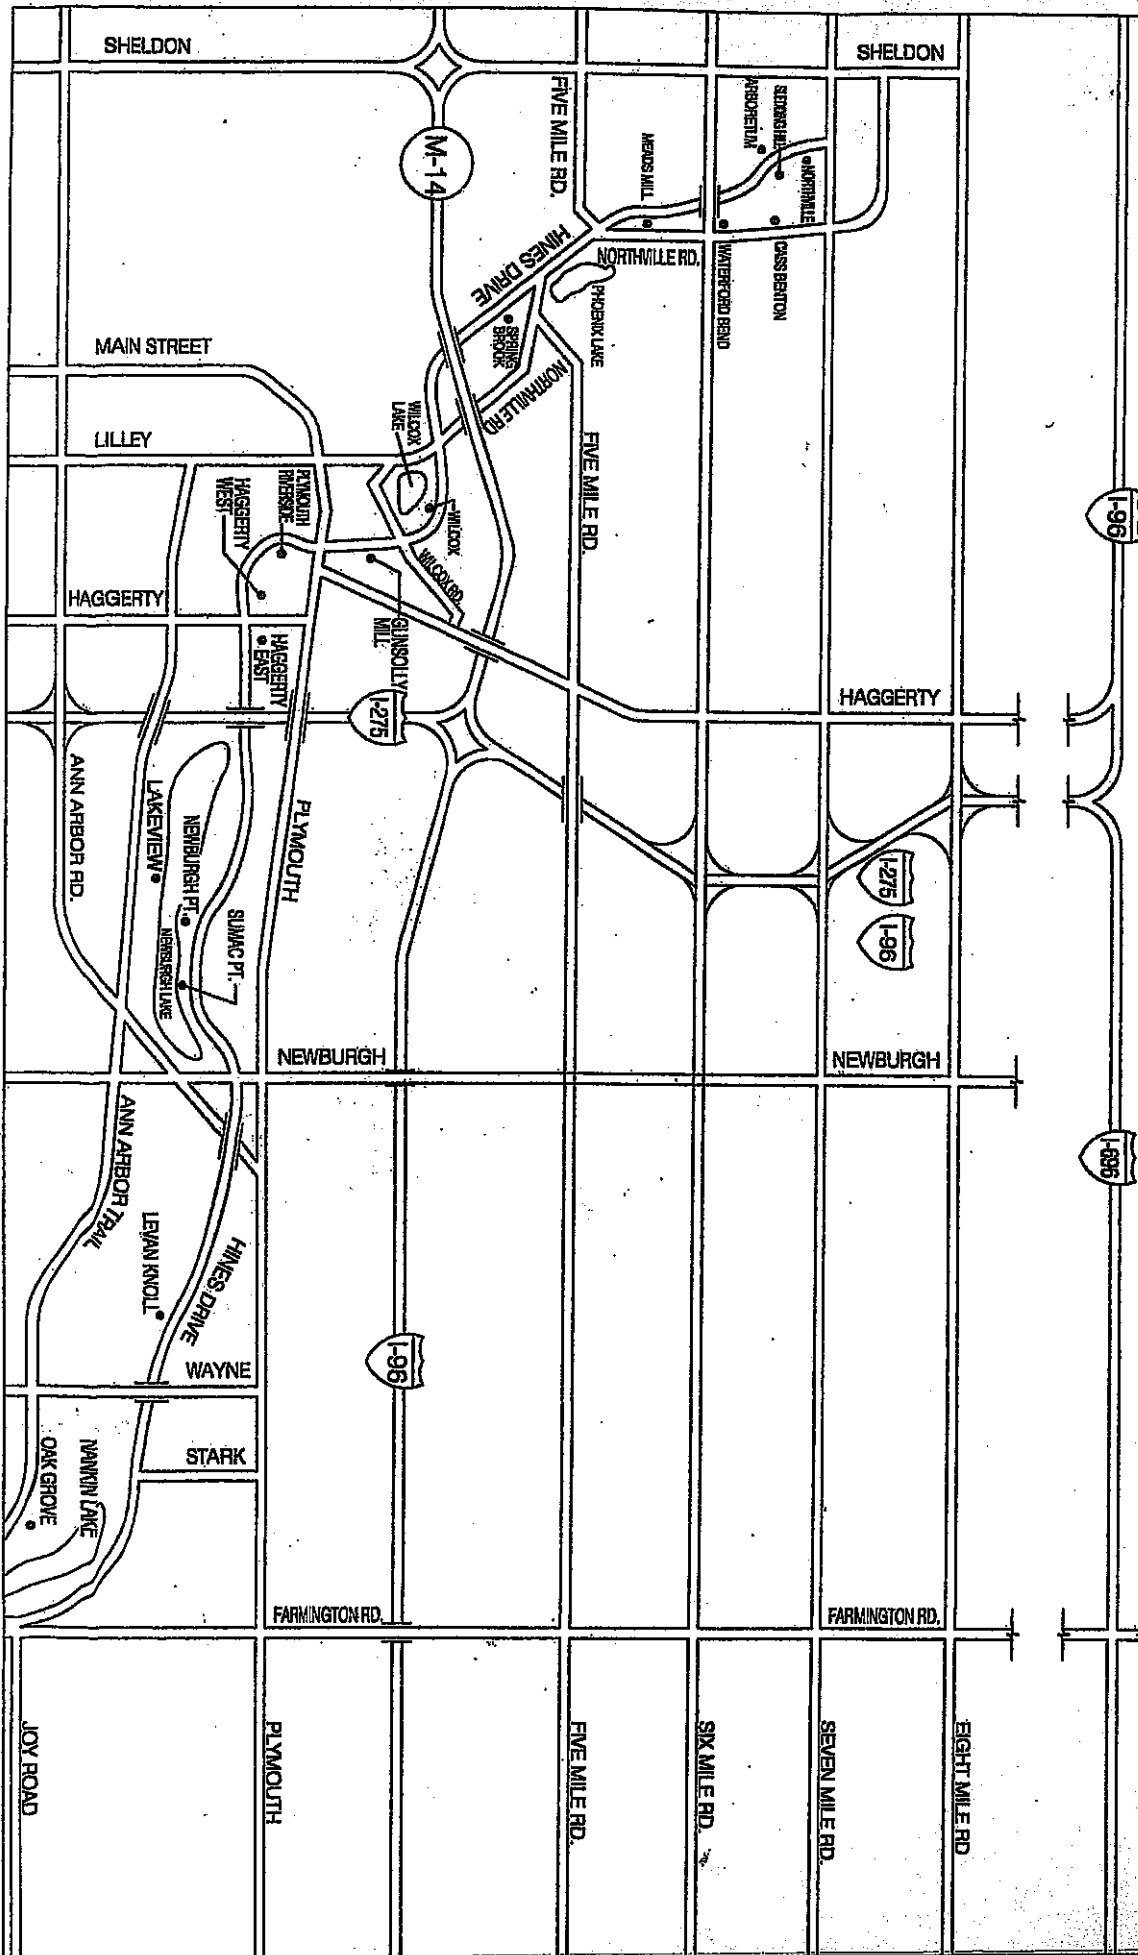 SHELDON
SHELDON
FIVE MILE RD.
M-14
MEADS MILL
ARBORETUM
SLEDDING HILL
NORTHVILLE
CASS BENTON
WATERFORD BEND
NORTHVILLE RD.
HINES DRIVE
PHOENIX LAKE
SPRING
BROOK
NORTHVILLE RD
MAIN STREET
LILLEY
WILCOX
LAKE
WILCOX
WILCOX RD.
FIVE MILE RD.
I-96
PLYMOUTH
RIVERSIDE
HAGGERTY
WEST
HAGGERTY
GUNSOLLY
MILL
HAGGERTY
EAST
I-275
HAGGERTY
ANN ARBOR RD.
LAKEVIEW
NEWBURGH PT.
NEWBURGH LAKE
SUMAC PT.
PLYMOUTH
I-275
I-96
NEWBURGH
NEWBURGH
I-696
ANN ARBOR TRAIL
LEVAN KNOLL
HINES DRIVE
WAYNE
I-96
STARK
OAK GROVE
NANKIN LAKE
FARMINGTON RD.
FARMINGTON RD.
JOY ROAD
PLYMOUTH
FIVE MILE RD.
SIX MILE RD.
SEVEN MILE RD.
EIGHT MILE RD